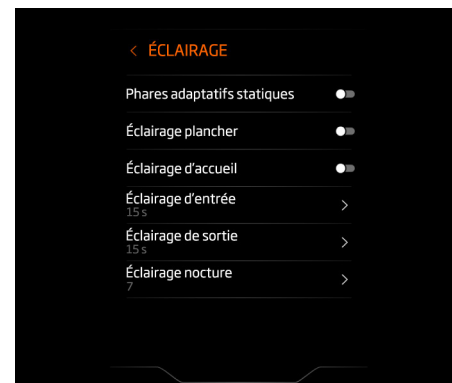 < ÉCLAIRAGE
Phares adaptatifs statiques
Éclairage plancher
Éclairage d'accueil
Éclairage d'entrée
15 s
Éclairage de sortie
15 s
Éclairage nocture
7